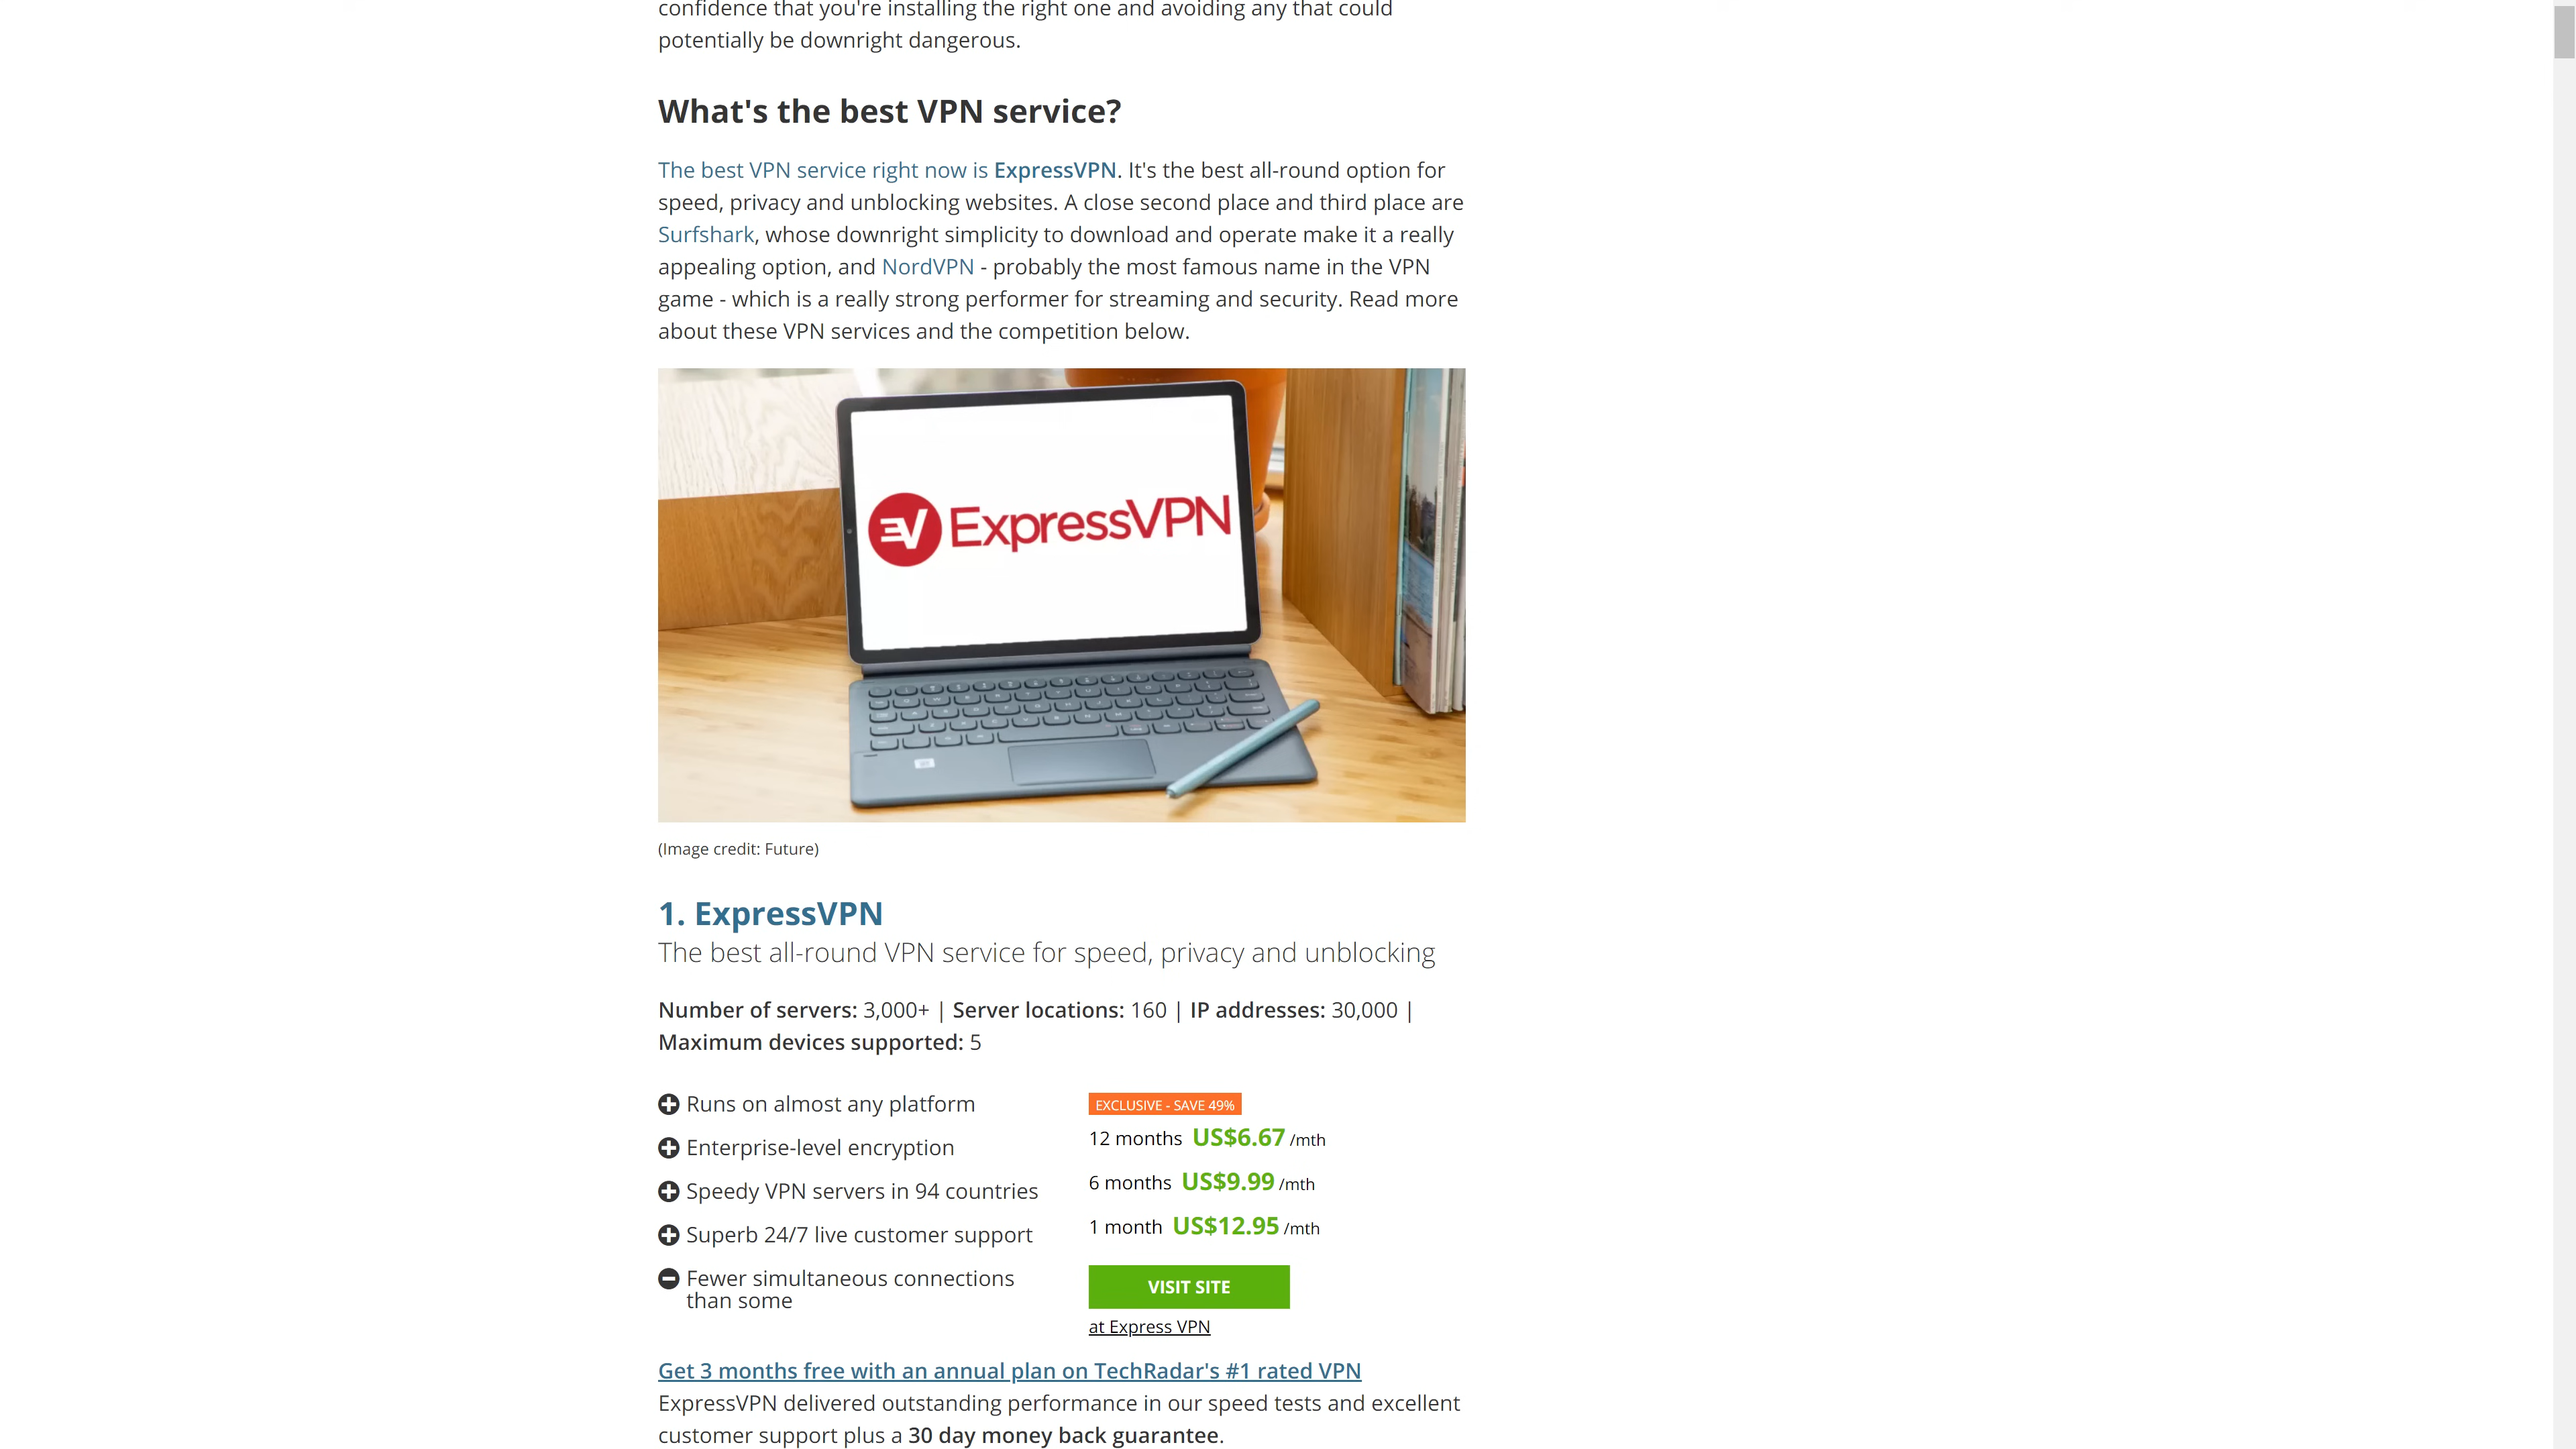 confidence that you're installing the right one and avoiding any that could
potentially be downright dangerous.
What's the best VPN service?
The best VPN service right now is ExpressVPN. It's the best all-round option for
speed, privacy and unblocking websites. A close second place and third place are
Surfshark, whose downright simplicity to download and operate make it a really
appealing option, and NordVPN - probably the most famous name in the VPN
game - which is a really strong performer for streaming and security. Read more
about these VPN services and the competition below.
ExpressVPN
(Image credit: Future)
1. ExpressVPN
The best all-round VPN service for speed, privacy and unblocking
Number of servers: 3,000+ | Server locations: 160 | IP addresses: 30,000 |
Maximum devices supported: 5
Runs on almost any platform
Enterprise-level encryption
Speedy VPN servers in 94 countries
Superb 24/7 live customer support
Fewer simultaneous connections
than some
EXCLUSIVE - SAVE 49%
12 months US$6.67 /mth
6 months US$9.99 /mth
1 month US$12.95 /mth
VISIT SITE
at Express VPN
Get 3 months free with an annual plan on TechRadar's #1 rated VPN
ExpressVPN delivered outstanding performance in our speed tests and excellent
customer support plus a 30 day money back guarantee.